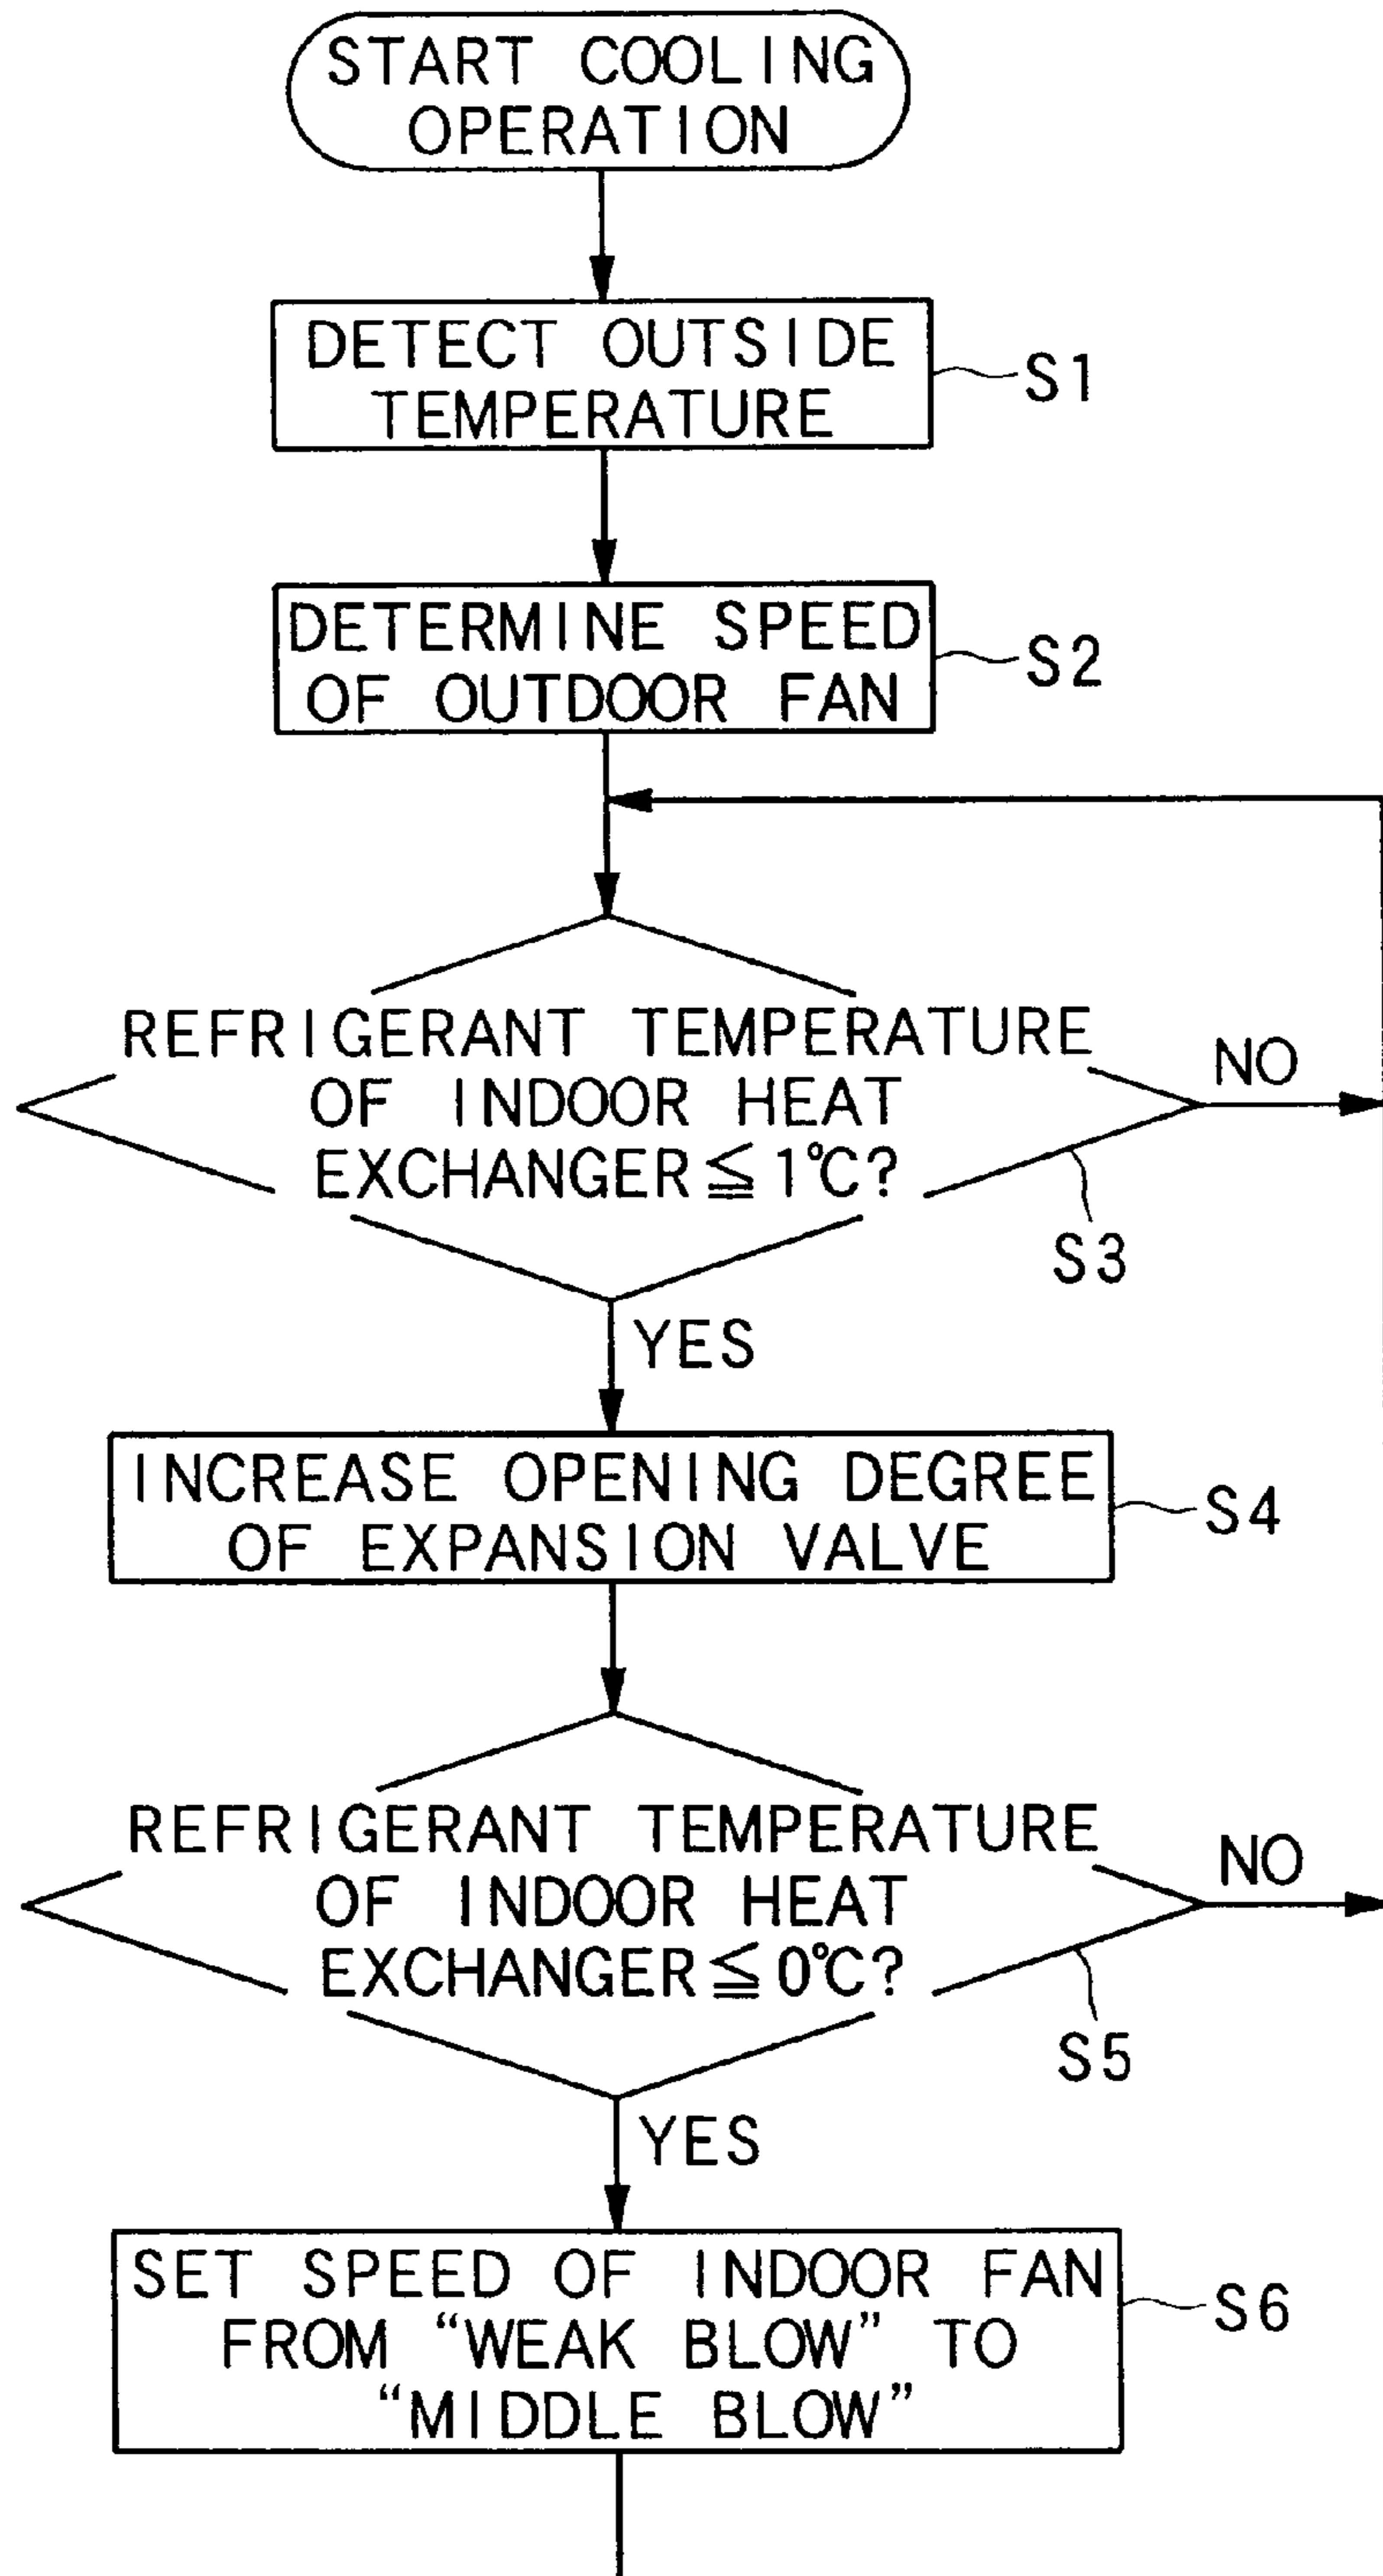 START COOLING
OPERATION
DETECT OUTSIDE
TEMPERATURE
S1
DETERMINE SPEED
OF OUTDOOR FAN
S2
REFRIGERANT TEMPERATURE
OF INDOOR HEAT
EXCHANGER≦1℃?
NO
S3
YES
INCREASE OPENING DEGREE
OF EXPANSION VALVE
S4
REFRIGERANT TEMPERATURE
OF INDOOR HEAT
EXCHANGER≦0℃?
NO
S5
YES
SET SPEED OF INDOOR FAN
FROM “WEAK BLOW” TO
“MIDDLE BLOW”
S6